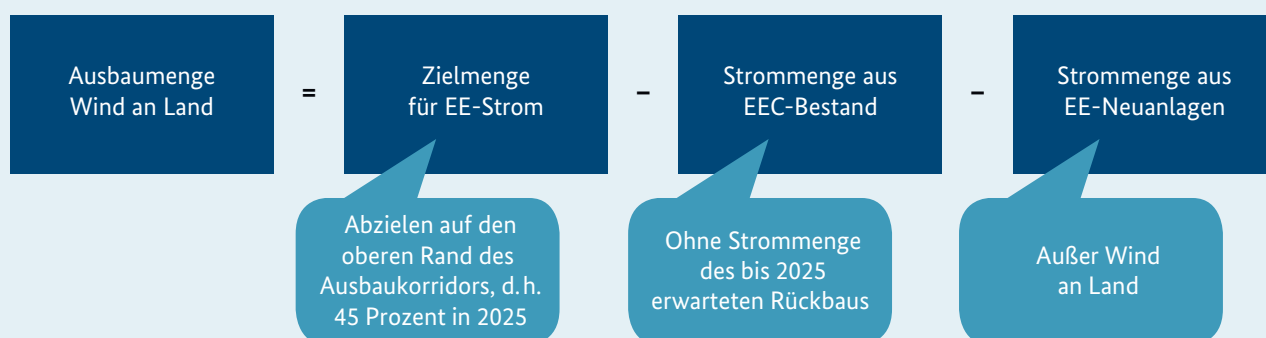 Ausbaumenge
Wind an Land
=
Zielmenge
für EE-Strom
–
Strommenge aus
EEC-Bestand
–
Strommenge aus
EE-Neuanlagen
Abzielen auf den
oberen Rand des
Ausbaukorridors, d. h.
45 Prozent in 2025
Ohne Strommenge
des bis 2025
erwarteten Rückbaus
Außer Wind
an Land